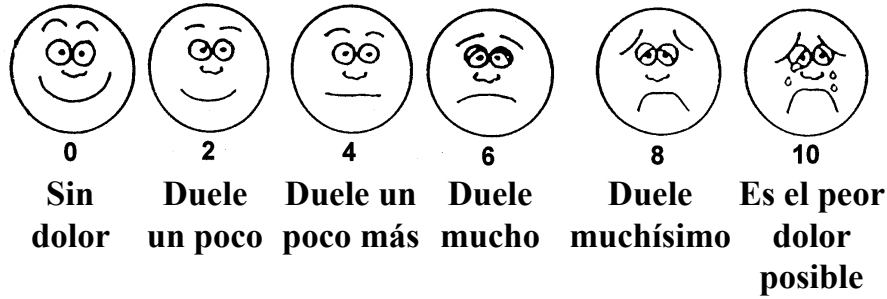 0 2 4 6 8 10
Sin Duele Duele un Duele Duele Es el peor
dolor un poco poco más mucho muchísimo dolor
posible